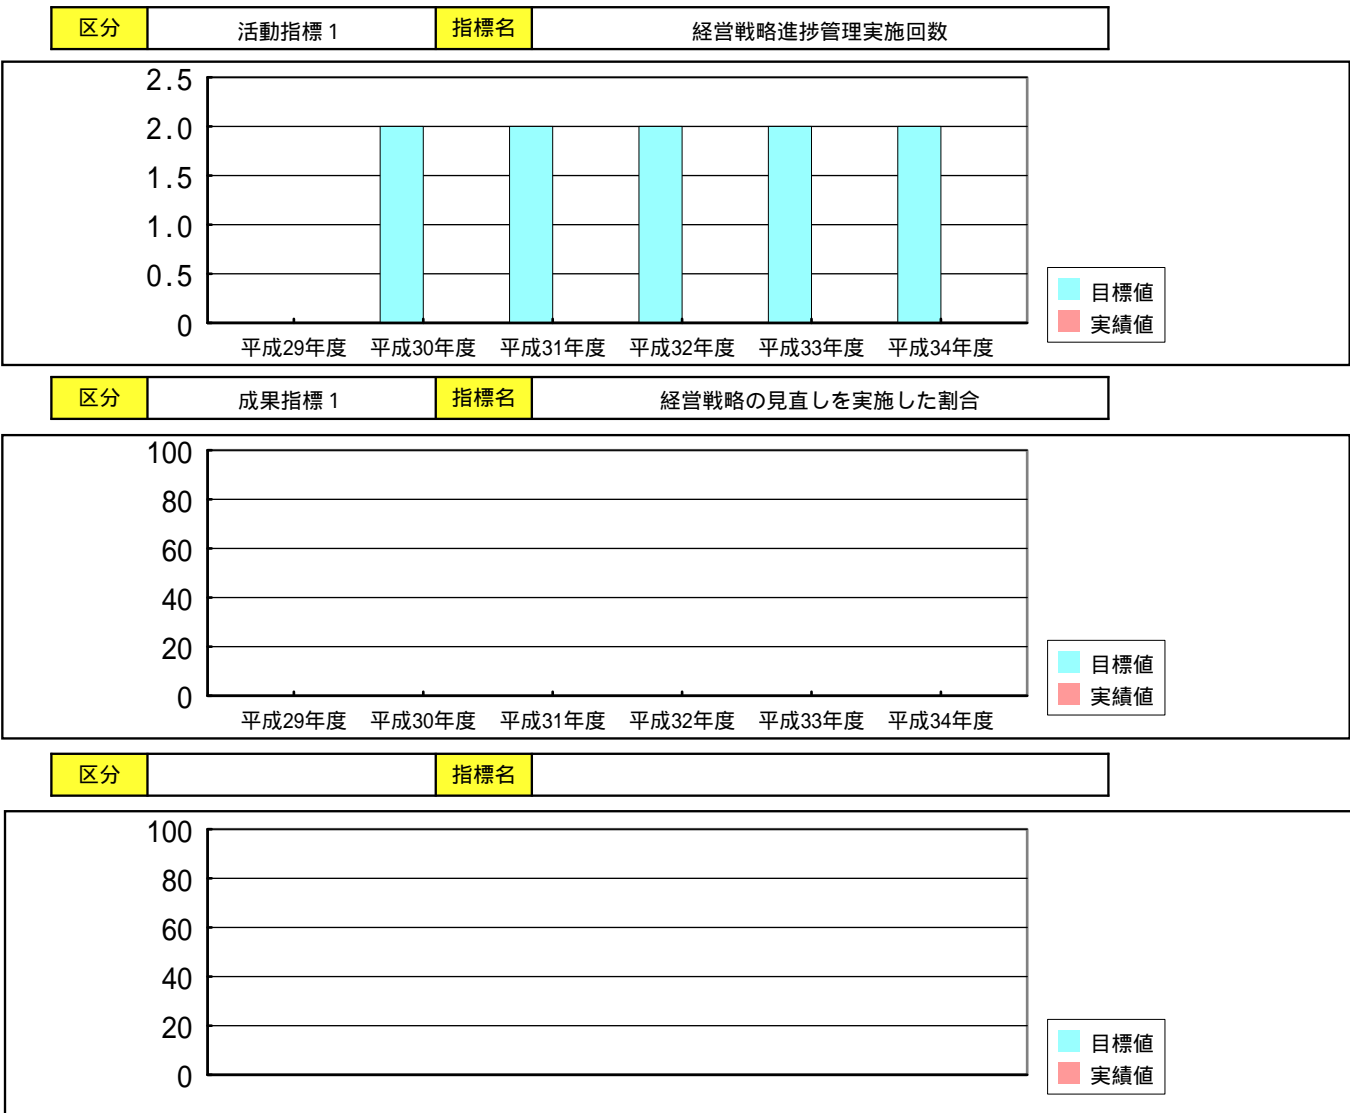 区分 活動指標1 指標名 経営戦略進捗管理実施回数
2.5
2.0
1.5
1.0
0.5
0
平成29年度 平成30年度 平成31年度 平成32年度 平成33年度 平成34年度
目標値
実績値
区分 成果指標1 指標名 経営戦略の見直しを実施した割合
100
80
60
40
20
0
平成29年度 平成30年度 平成31年度 平成32年度 平成33年度 平成34年度
目標値
実績値
区分 指標名
100
80
60
40
20
0
目標値
実績値